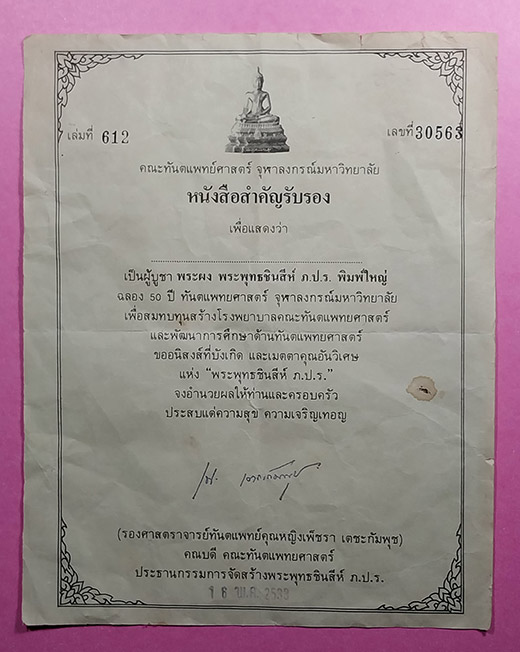 เล่มที่ 612
เลขที่ 30563
คณะทันตแพทย์ศาสตร์ จุฬาลงกรณ์มหาวิทยาลัย
หนังสือสำคัญรับรอง
เพื่อแสดงว่า
เป็นผู้บูชา พระผง พระพุทธชินสีห์ ภ.ป.ร. พิมพ์ใหญ่
ฉลอง 50 ปี ทันตแพทยศาสตร์ จุฬาลงกรณ์มหาวิทยาลัย
เพื่อสมทบทุนสร้างโรงพยาบาลคณะทันตแพทยศาสตร์
และพัฒนาการศึกษาด้านทันตแพทยศาสตร์
ขออนิสงส์ที่บังเกิด และเมตตาคุณอันวิเศษ
แห่ง “พระพุทธชินสีห์ ภ.ป.ร.”
จงอำนวยผลให้ท่านและครอบครัว
ประสบแต่ความสุข ความเจริญเทอญ
(รองศาสตราจารย์ทันตแพทย์คุณหญิงเพ็ชรา เตชะกัมพุช)
คณบดี คณะทันตแพทยศาสตร์
ประธานกรรมการจัดสร้างพระพุทธชินสีห์ ภ.ป.ร.
1 6 พ.ค. 2533